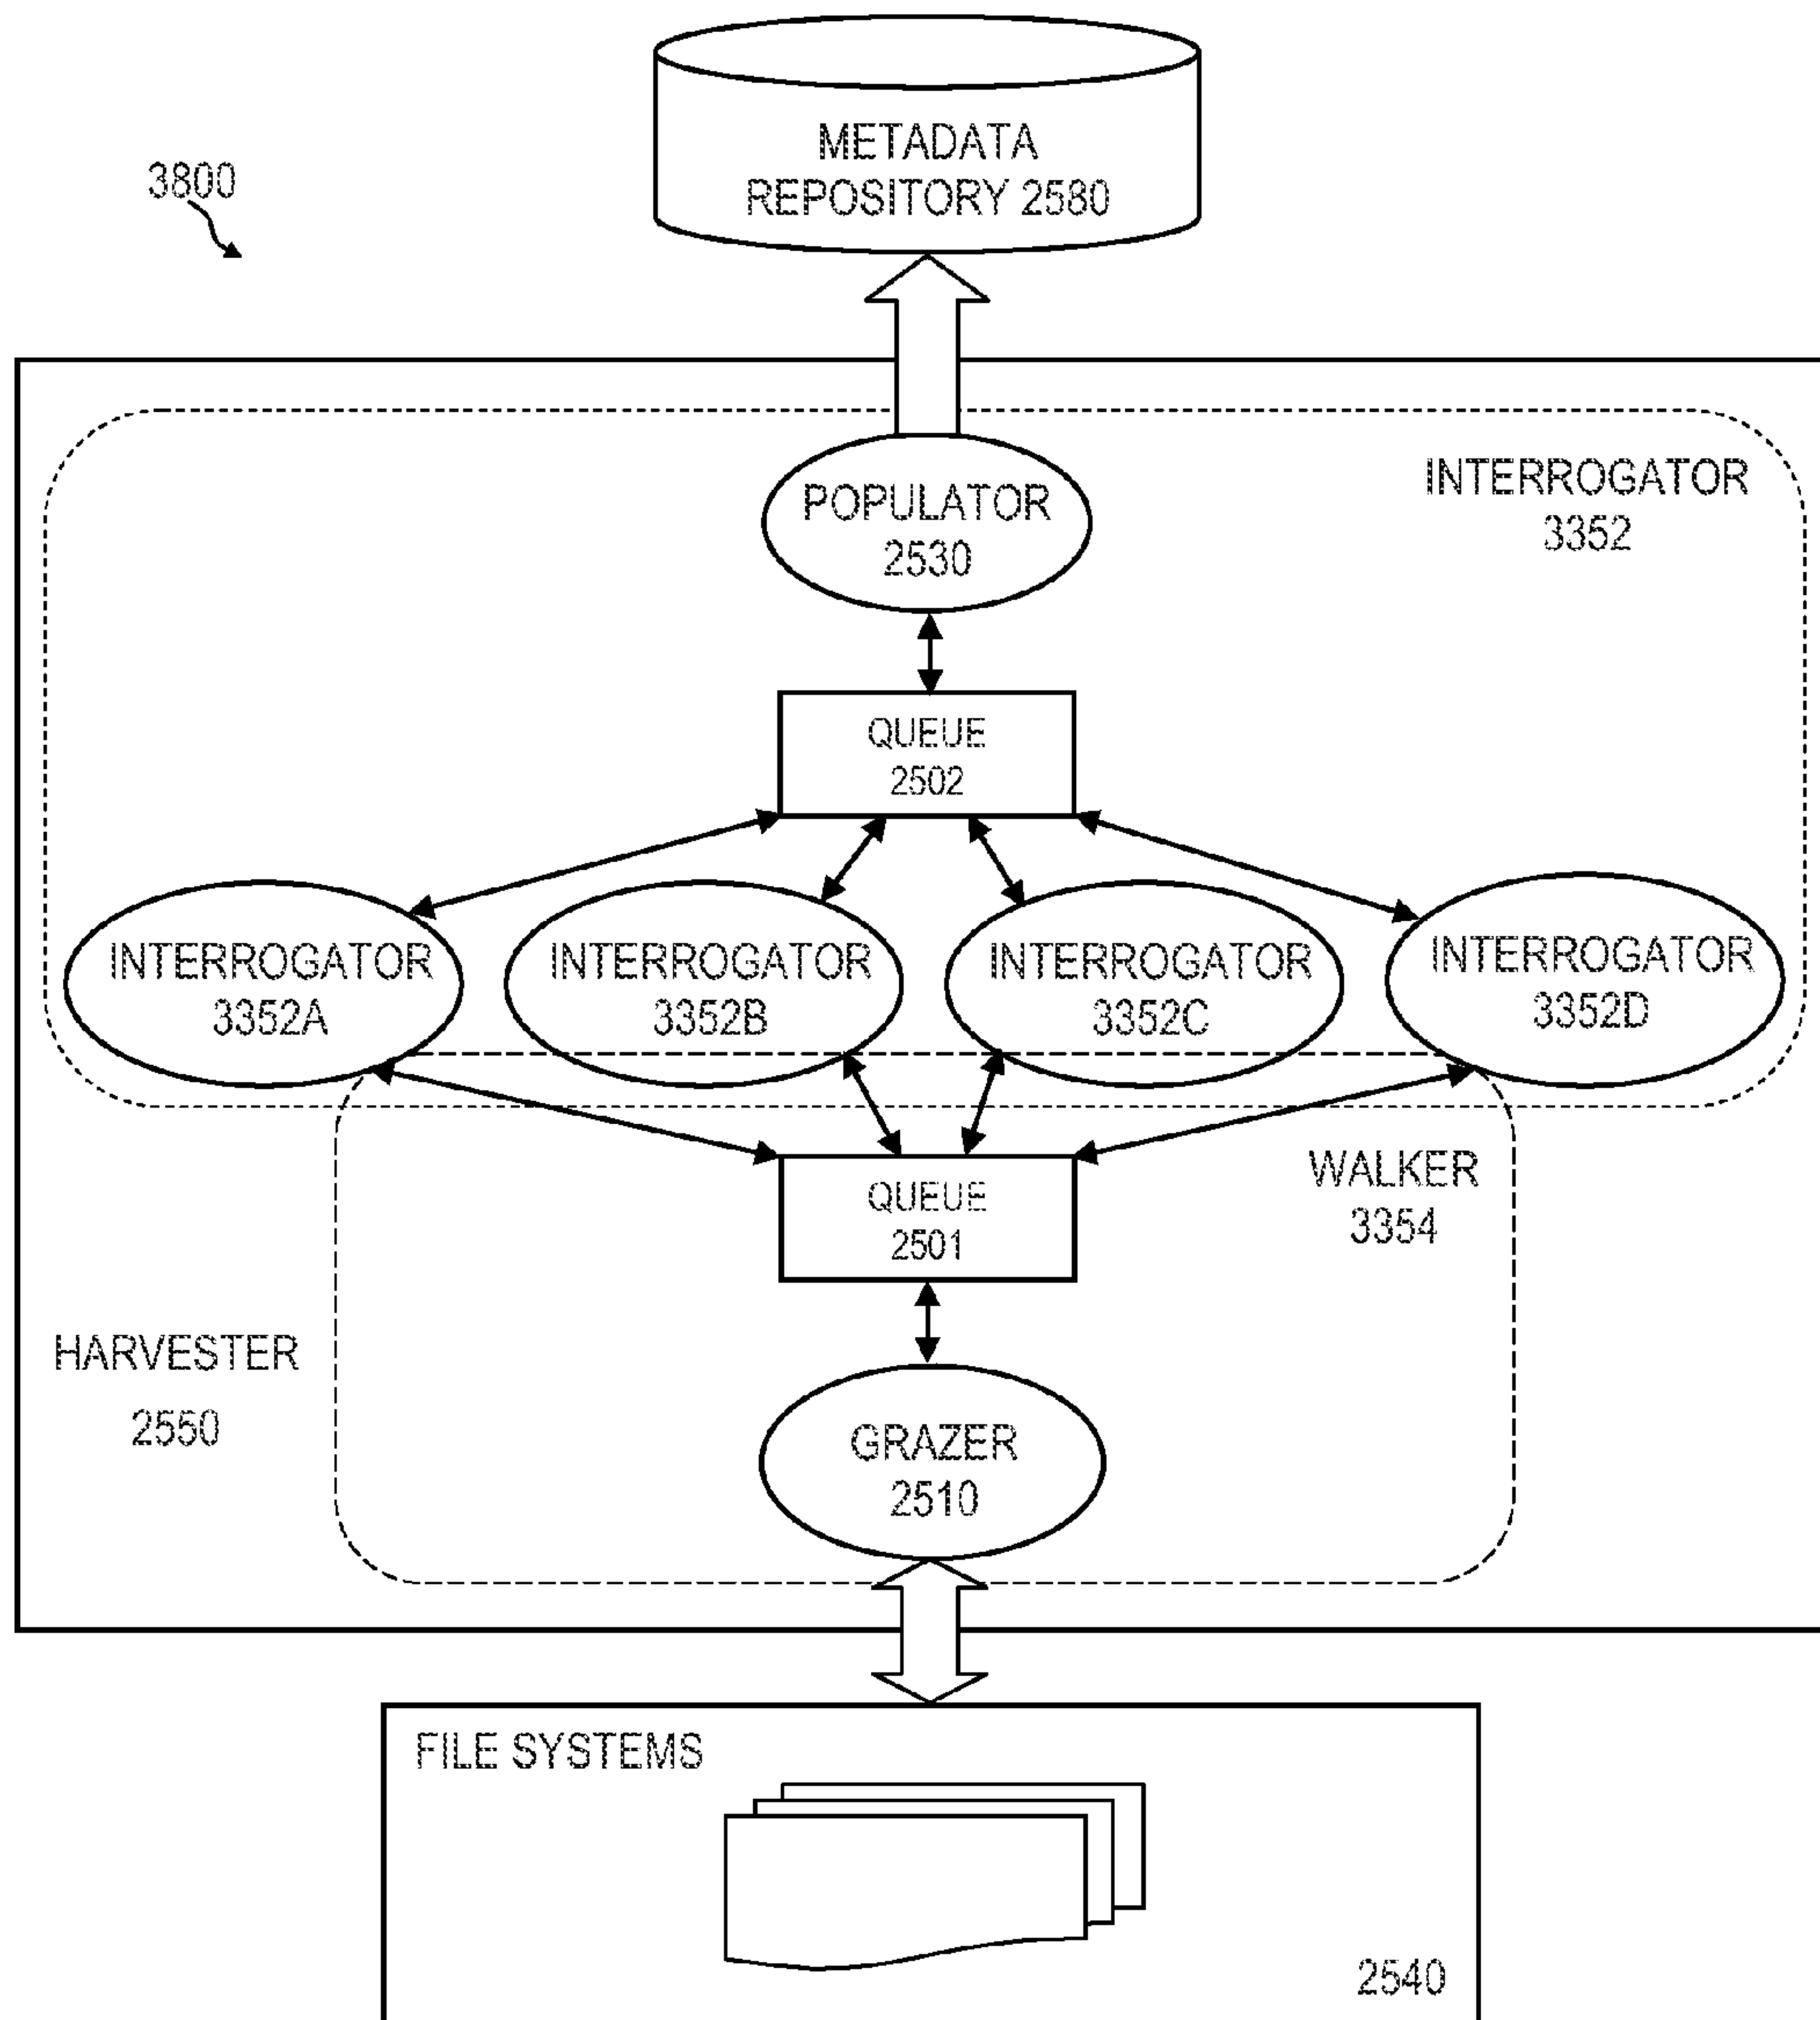 METADATA
REPOSITORY 2580
3800
INTERROGATOR
3352
POPULATOR
2530
QUEUE
2502
INTERROGATOR
3352A
INTERROGATOR
3352B
INTERROGATOR
3352C
INTERROGATOR
3352D
WALKER
3354
QUEUE
2501
HARVESTER
2550
GRAZER
2510
FILE SYSTEMS
2540